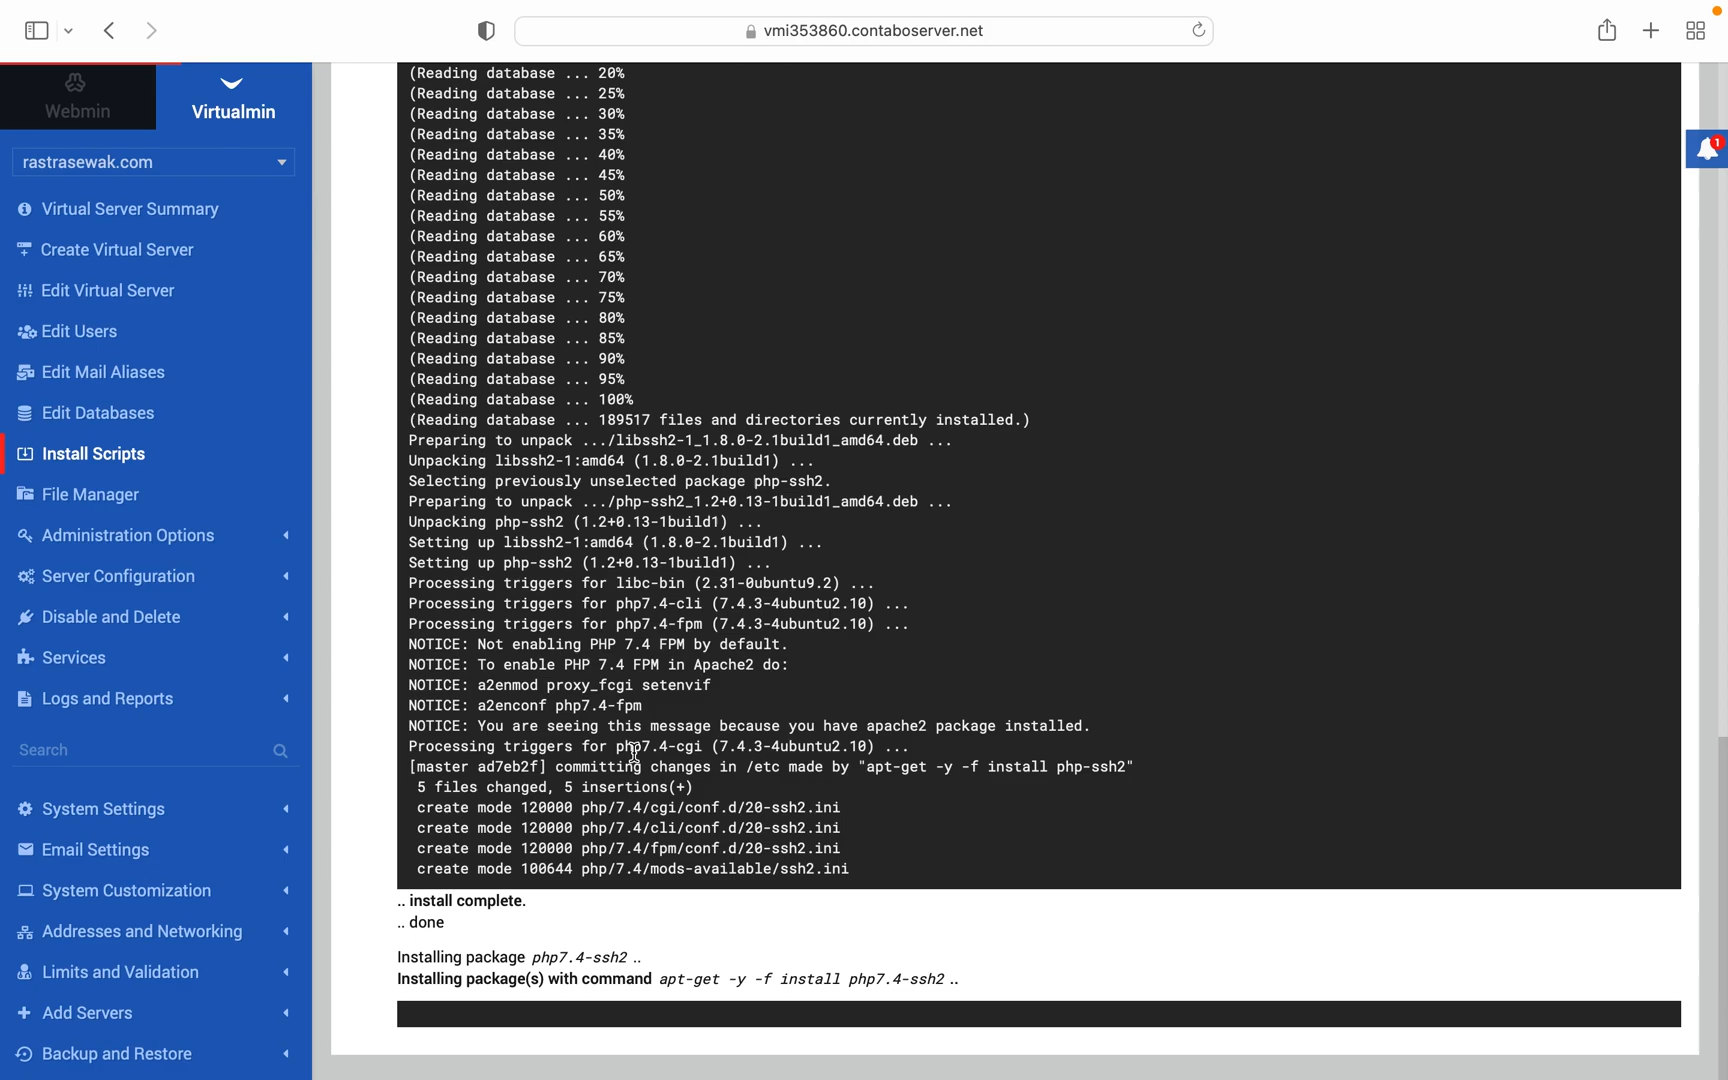 vmi353860.contaboserver.net
Webmin
Virtualmin
1
rastrasewak.com
Virtual Server Summary
Create Virtual Server
Edit Virtual Server
Edit Users
Edit Mail Aliases
Edit Databases
Install Scripts
File Manager
Administration Options
Server Configuration
Disable and Delete
Services
Logs and Reports
Search
System Settings
Email Settings
System Customization
Addresses and Networking
Limits and Validation
Add Servers
Backup and Restore
(Reading database ... 20%
(Reading database ... 25%
(Reading database ... 30%
(Reading database ... 35%
(Reading database ... 40%
(Reading database ... 45%
(Reading database ... 50%
(Reading database ... 55%
(Reading database ... 60%
(Reading database ... 65%
(Reading database ... 70%
(Reading database ... 75%
(Reading database ... 80%
(Reading database ... 85%
(Reading database ... 90%
(Reading database ... 95%
(Reading database ... 100%
(Reading database ... 189517 files and directories currently installed.)
Preparing to unpack .../libssh2-1_1.8.0-2.1build1_amd64.deb ...
Unpacking libssh2-1:amd64 (1.8.0-2.1build1) ...
Selecting previously unselected package php-ssh2.
Preparing to unpack .../php-ssh2_1.2+0.13-1build1_amd64.deb ...
Unpacking php-ssh2 (1.2+0.13-1build1) ...
Setting up libssh2-1:amd64 (1.8.0-2.1build1) ...
Setting up php-ssh2 (1.2+0.13-1build1) ...
Processing triggers for libc-bin (2.31-0ubuntu9.2) ...
Processing triggers for php7.4-cli (7.4.3-4ubuntu2.10) ...
Processing triggers for php7.4-fpm (7.4.3-4ubuntu2.10) ...
NOTICE: Not enabling PHP 7.4 FPM by default.
NOTICE: To enable PHP 7.4 FPM in Apache2 do:
NOTICE: a2enmod proxy_fcgi setenvif
NOTICE: a2enconf php7.4-fpm
NOTICE: You are seeing this message because you have apache2 package installed.
Processing triggers for php7.4-cgi (7.4.3-4ubuntu2.10) ...
[master ad7eb2f] committing changes in /etc made by "apt-get -y -f install php-ssh2"
5 files changed, 5 insertions(+)
create mode 120000 php/7.4/cgi/conf.d/20-ssh2.ini
create mode 120000 php/7.4/cli/conf.d/20-ssh2.ini
create mode 120000 php/7.4/fpm/conf.d/20-ssh2.ini
create mode 100644 php/7.4/mods-available/ssh2.ini
.. install complete.
.. done
Installing package php7.4-ssh2 ..
Installing package(s) with command apt-get -y -f install php7.4-ssh2 ..